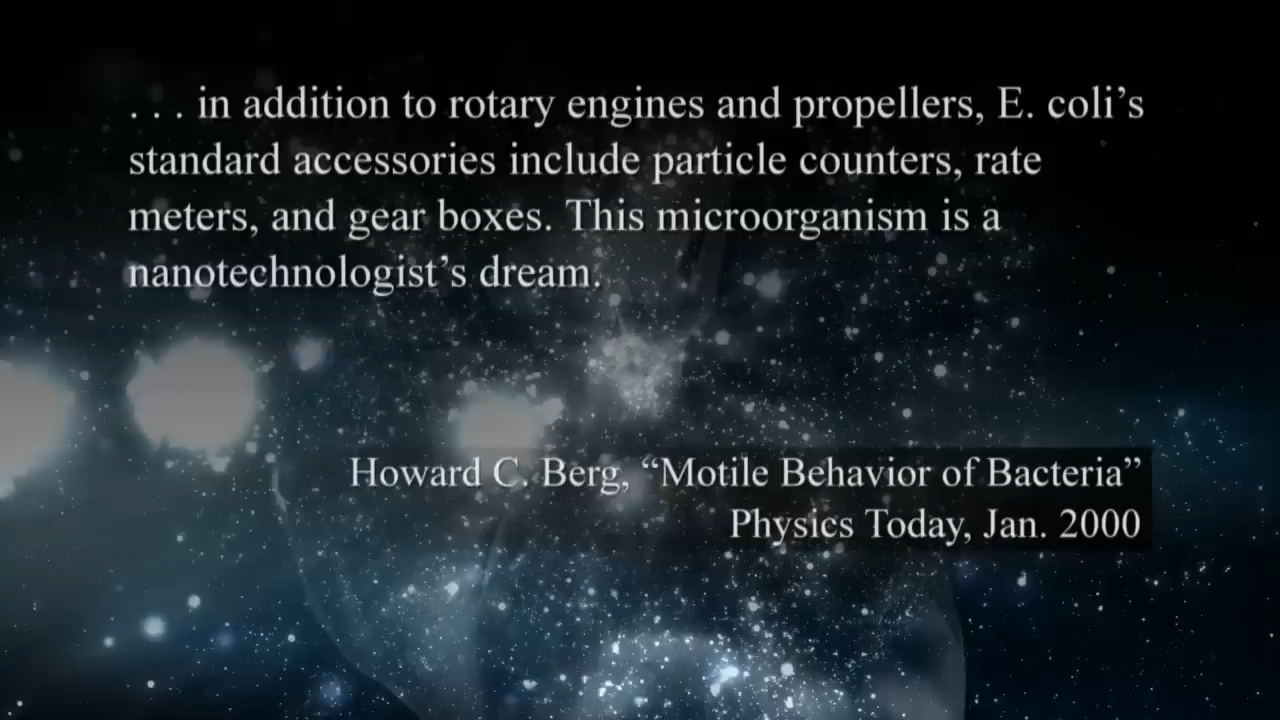 . . . in addition to rotary engines and propellers, E. coli’s
standard accessories include particle counters, rate
meters, and gear boxes. This microorganism is a
nanotechnologist’s dream.
Howard C. Berg, “Motile Behavior of Bacteria”
Physics Today, Jan. 2000